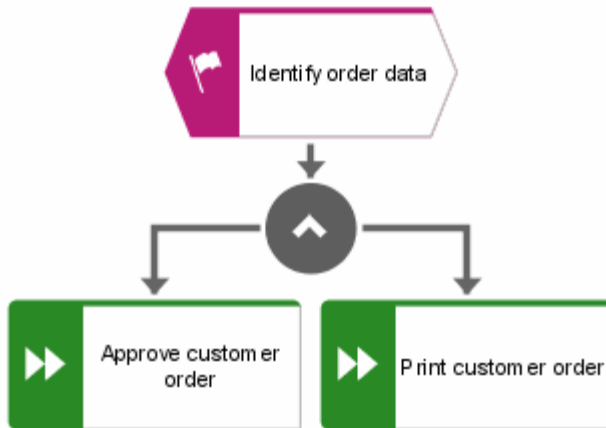 Identify order data
Approve customer
order
Print customer order